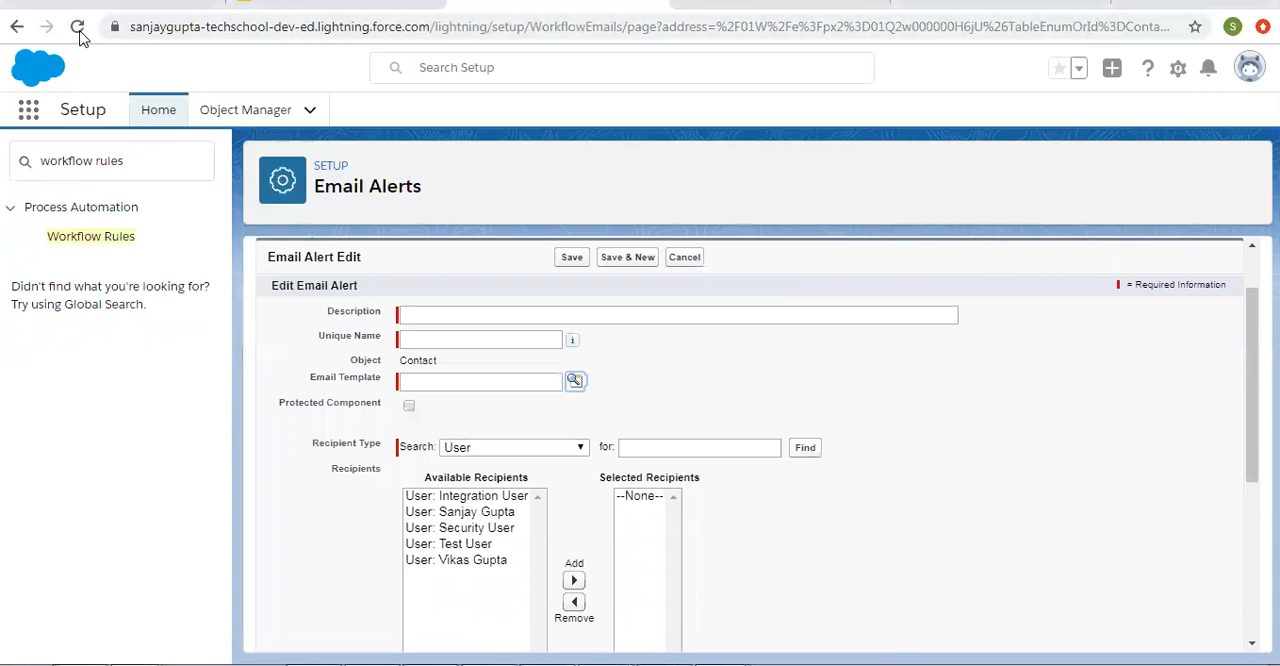 sanjaygupta-techschool-dev-ed.lightning.force.com/lightning/setup/WorkflowEmails/page?address=%2F01W%2Fe%3Fpx2%3D01Q2w000000H6jU%26TableEnumOrId%3DConta...
S
Search Setup
Setup
Home
Object Manager
workflow rules
Process Automation
Workflow Rules
Didn't find what you're looking for?
Try using Global Search.
SETUP
Email Alerts
Email Alert Edit
Save
Save & New
Cancel
Edit Email Alert
= Required Information
Description
Unique Name
i
Object
Contact
Email Template
Protected Component
Recipient Type
Search:
User
for:
Find
Recipients
Available Recipients
Selected Recipients
User: Integration User
User: Sanjay Gupta
User: Security User
User: Test User
User: Vikas Gupta
--None--
Add
Remove